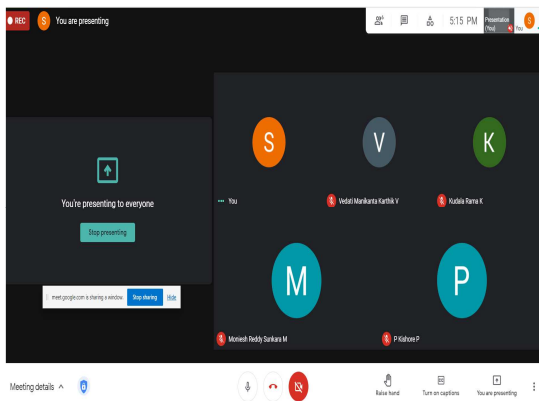 REC S You are presenting 5:15 PM Presentation (You) You S
You're presenting to everyone
Stop presenting
meet.google.com is sharing a window. Stop sharing Hide
S V K
You Vedati Manikanta Karthik V Kudala Rama K
M P
Moniesh Reddy Sunkara M P Kishore P
Meeting details Raise hand Turn on captions You are presenting